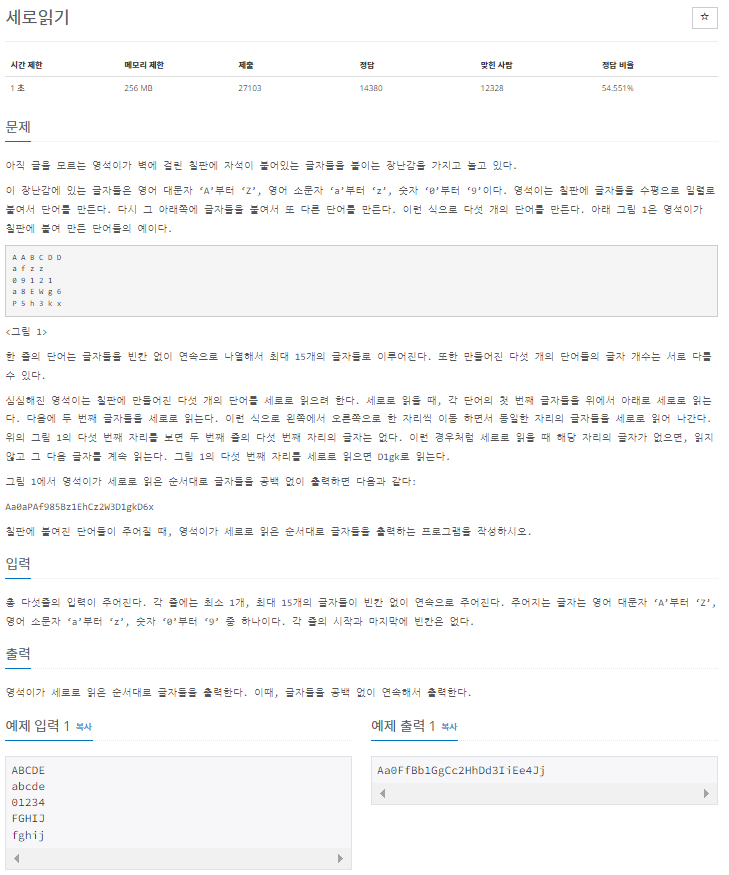 세로읽기
☆
시간 제한 메모리 제한 제출 정답 맞힌 사람 정답 비율
1 초 256 MB 27103 14380 12328 54.551%
문제
아직 글을 모르는 영석이가 벽에 걸린 칠판에 자석이 붙어있는 글자들을 붙이는 장난감을 가지고 놀고 있다.
이 장난감에 있는 글자들은 영어 대문자 ‘A’부터 ‘Z’, 영어 소문자 ‘a’부터 ‘z’, 숫자 ‘0’부터 ‘9’이다. 영석이는 칠판에 글자들을 수평으로 일렬로
붙여서 단어를 만든다. 다시 그 아래쪽에 글자들을 붙여서 또 다른 단어를 만든다. 이런 식으로 다섯 개의 단어를 만든다. 아래 그림 1은 영석이가
칠판에 붙여 만든 단어들의 예이다.
A A B C D D
a f z z
0 9 1 2 1
a 8 E W g 6
P 5 h 3 k x
<그림 1>
한 줄의 단어는 글자들을 빈칸 없이 연속으로 나열해서 최대 15개의 글자들로 이루어진다. 또한 만들어진 다섯 개의 단어들의 글자 개수는 서로 다를
수 있다.
심심해진 영석이는 칠판에 만들어진 다섯 개의 단어를 세로로 읽으려 한다. 세로로 읽을 때, 각 단어의 첫 번째 글자들을 위에서 아래로 세로로 읽는
다. 다음에 두 번째 글자들을 세로로 읽는다. 이런 식으로 왼쪽에서 오른쪽으로 한 자리씩 이동 하면서 동일한 자리의 글자들을 세로로 읽어 나간다.
위의 그림 1의 다섯 번째 자리를 보면 두 번째 줄의 다섯 번째 자리의 글자는 없다. 이런 경우처럼 세로로 읽을 때 해당 자리의 글자가 없으면, 읽지
않고 그 다음 글자를 계속 읽는다. 그림 1의 다섯 번째 자리를 세로로 읽으면 D1gk로 읽는다.
그림 1에서 영석이가 세로로 읽은 순서대로 글자들을 공백 없이 출력하면 다음과 같다:
Aa0aPAf985Bz1EhCz2W3D1gkD6x
칠판에 붙여진 단어들이 주어질 때, 영석이가 세로로 읽은 순서대로 글자들을 출력하는 프로그램을 작성하시오.
입력
총 다섯줄의 입력이 주어진다. 각 줄에는 최소 1개, 최대 15개의 글자들이 빈칸 없이 연속으로 주어진다. 주어지는 글자는 영어 대문자 ‘A’부터 ‘Z’,
영어 소문자 ‘a’부터 ‘z’, 숫자 ‘0’부터 ‘9’ 중 하나이다. 각 줄의 시작과 마지막에 빈칸은 없다.
출력
영석이가 세로로 읽은 순서대로 글자들을 출력한다. 이때, 글자들을 공백 없이 연속해서 출력한다.
예제 입력 1 복사
ABCDE
abcde
01234
FGHIJ
fghij
예제 출력 1 복사
Aa0FfBb1GgCc2HhDd3IiEe4Jj